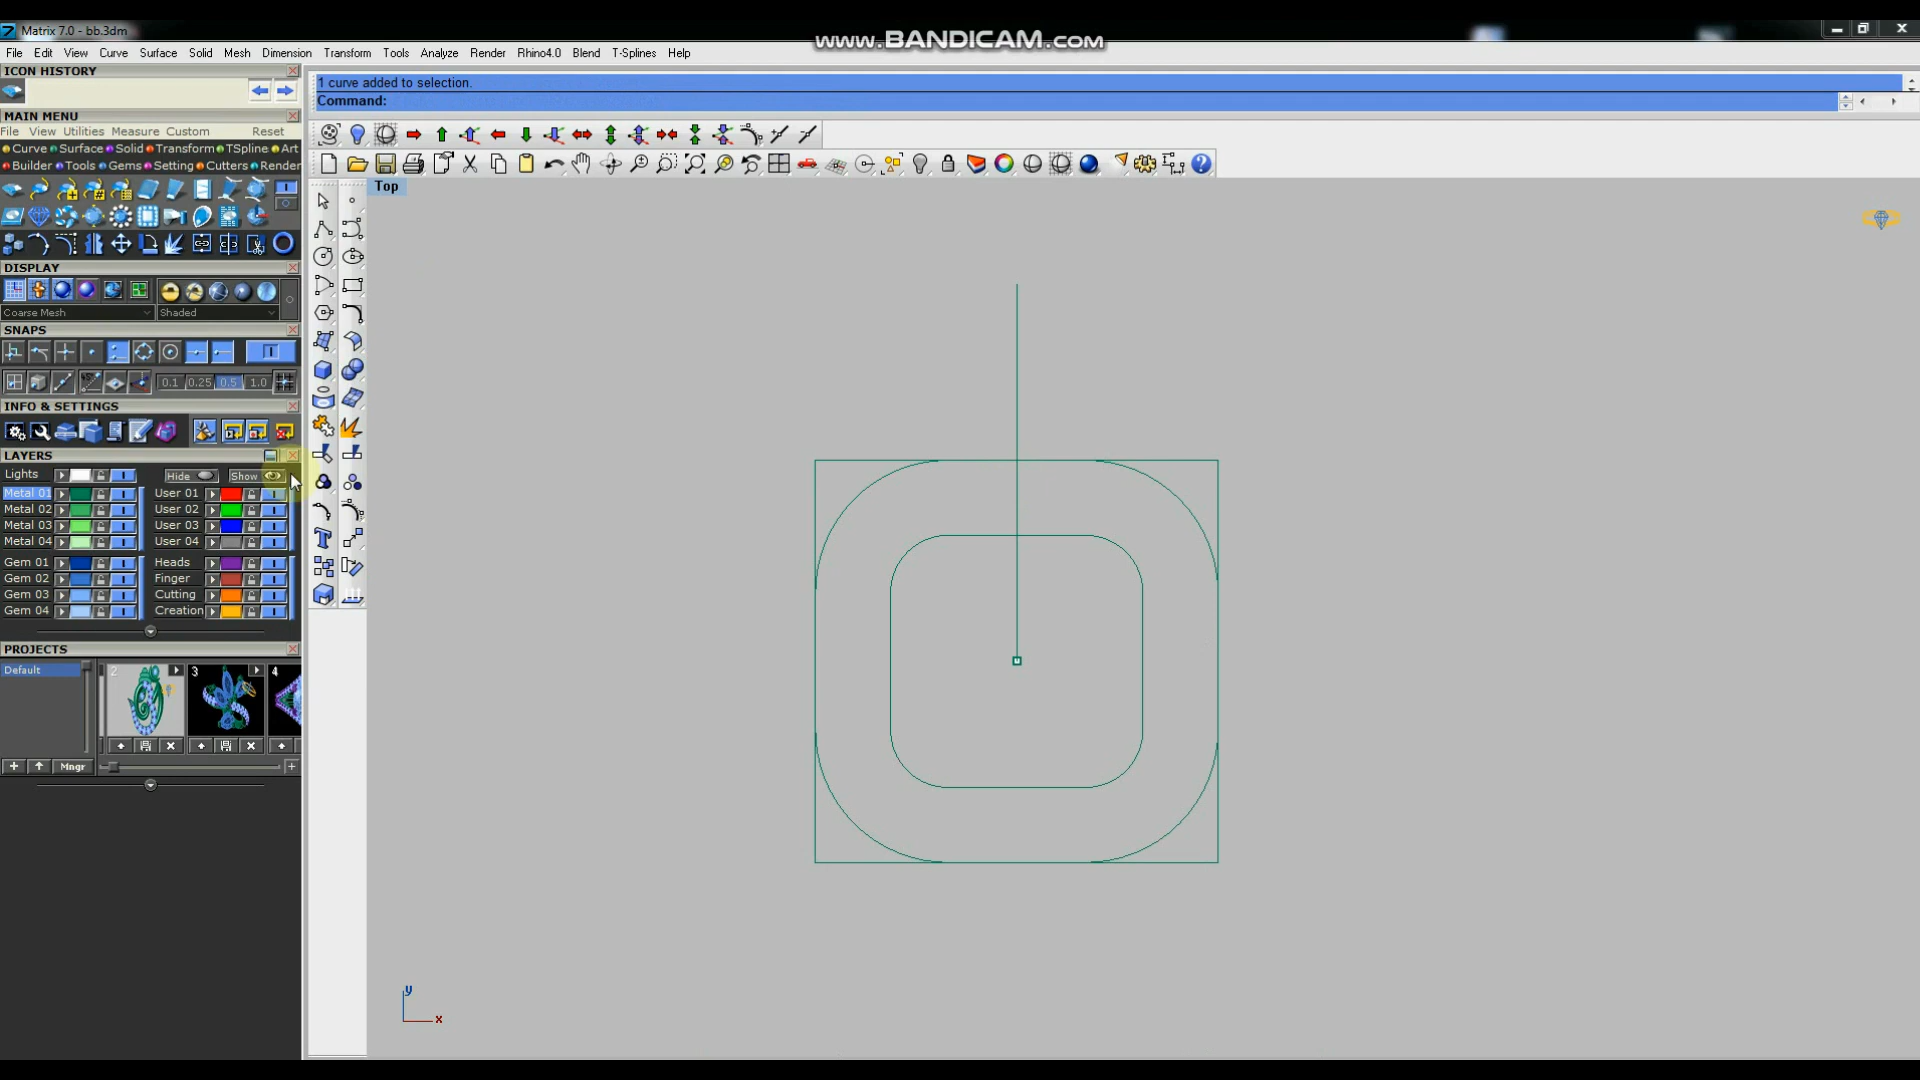 Matrix 7.0 - bb.3dm
www.BANDICAM.com
File Edit View Curve Surface Solid Mesh Dimension Transform Tools Analyze Render Rhino4.0 Blend T-Splines Help
ICON HISTORY
1 curve added to selection.
Command:
MAIN MENU
File View Utilities Measure Custom Reset
Curve Surface Solid Transform TSpline Art
Builder Tools Gems Setting Cutters Render
Top
DISPLAY
Coarse Mesh Shaded
SNAPS
0.1 0.25 0.5 1.0
INFO & SETTINGS
LAYERS
Lights Hide Show
Metal 01 User 01
Metal 02 User 02
Metal 03 User 03
Metal 04 User 04
Gem 01 Heads
Gem 02 Finger
Gem 03 Cutting
Gem 04 Creation
PROJECTS
Default 2 3 4
Mngr
y
x